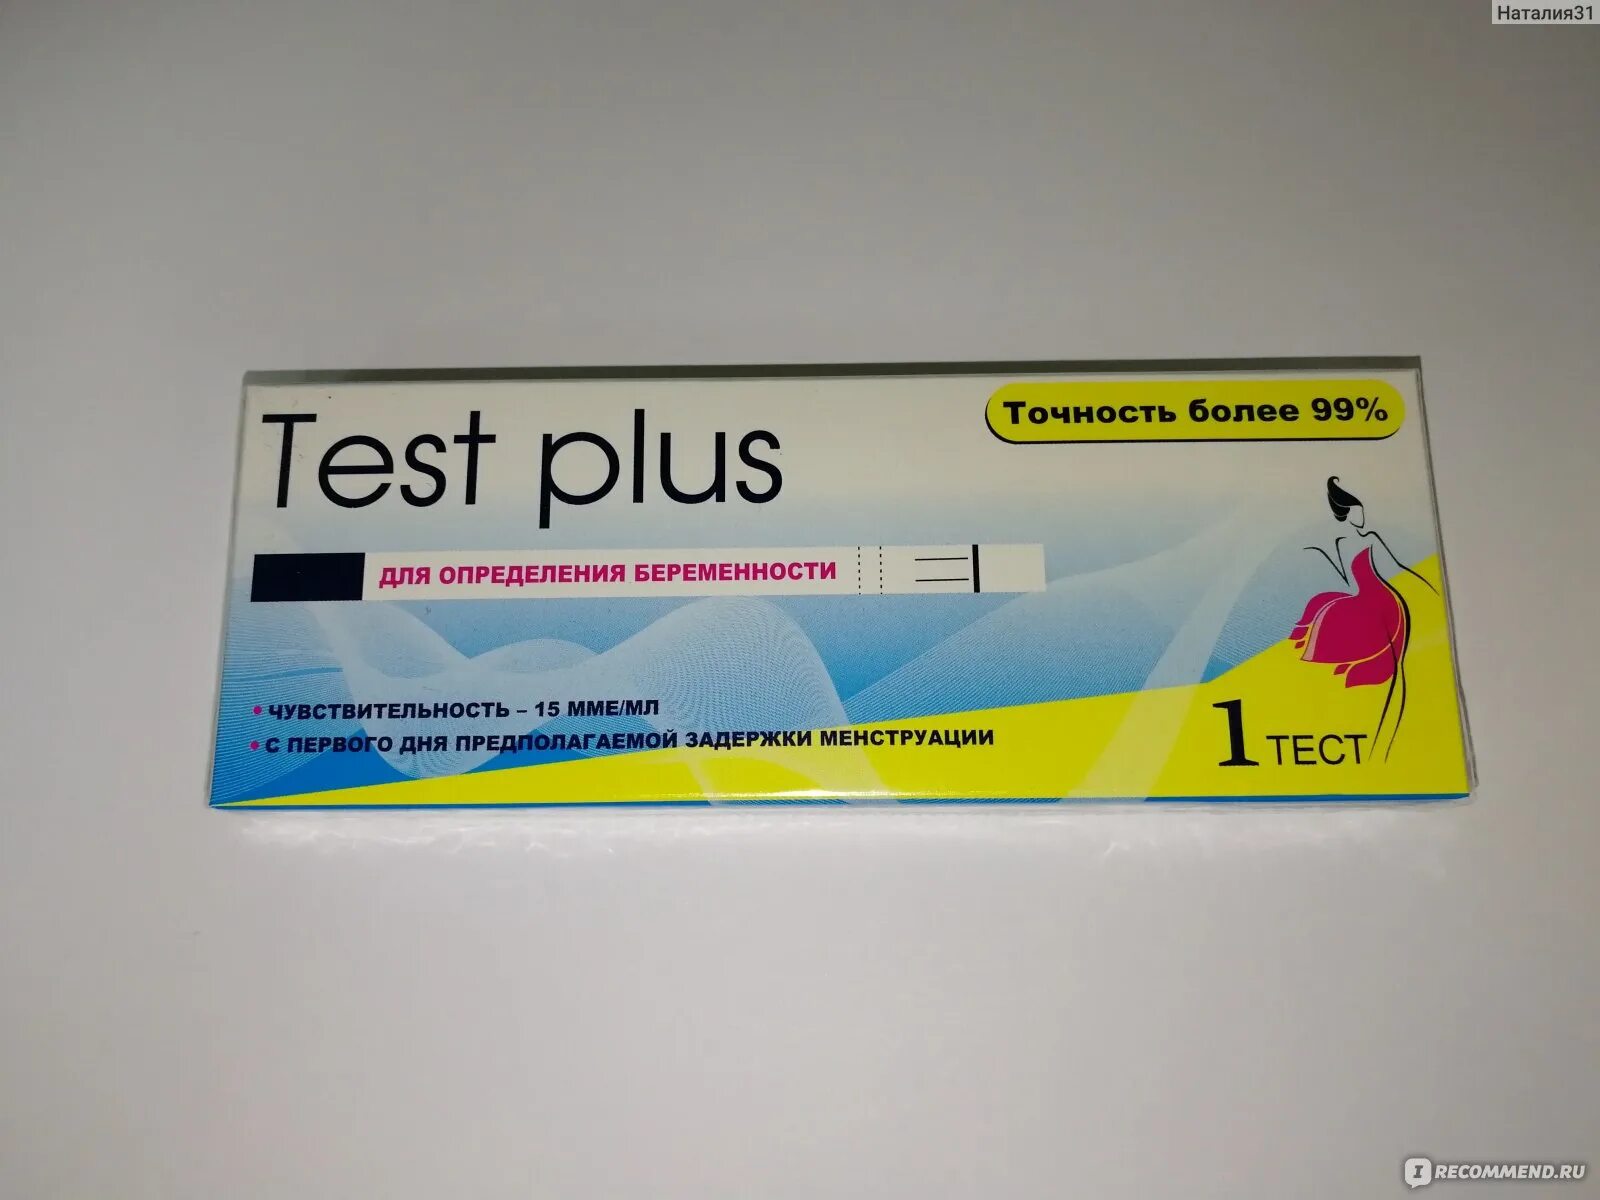 Наталия31
Точность более 99%
Test plus
ДЛЯ ОПРЕДЕЛЕНИЯ БЕРЕМЕННОСТИ
• ЧУВСТВИТЕЛЬНОСТЬ – 15 ММЕ/МЛ
• С ПЕРВОГО ДНЯ ПРЕДПОЛАГАЕМОЙ ЗАДЕРЖКИ МЕНСТРУАЦИИ
1 ТЕСТ
I RECOMMEND.RU